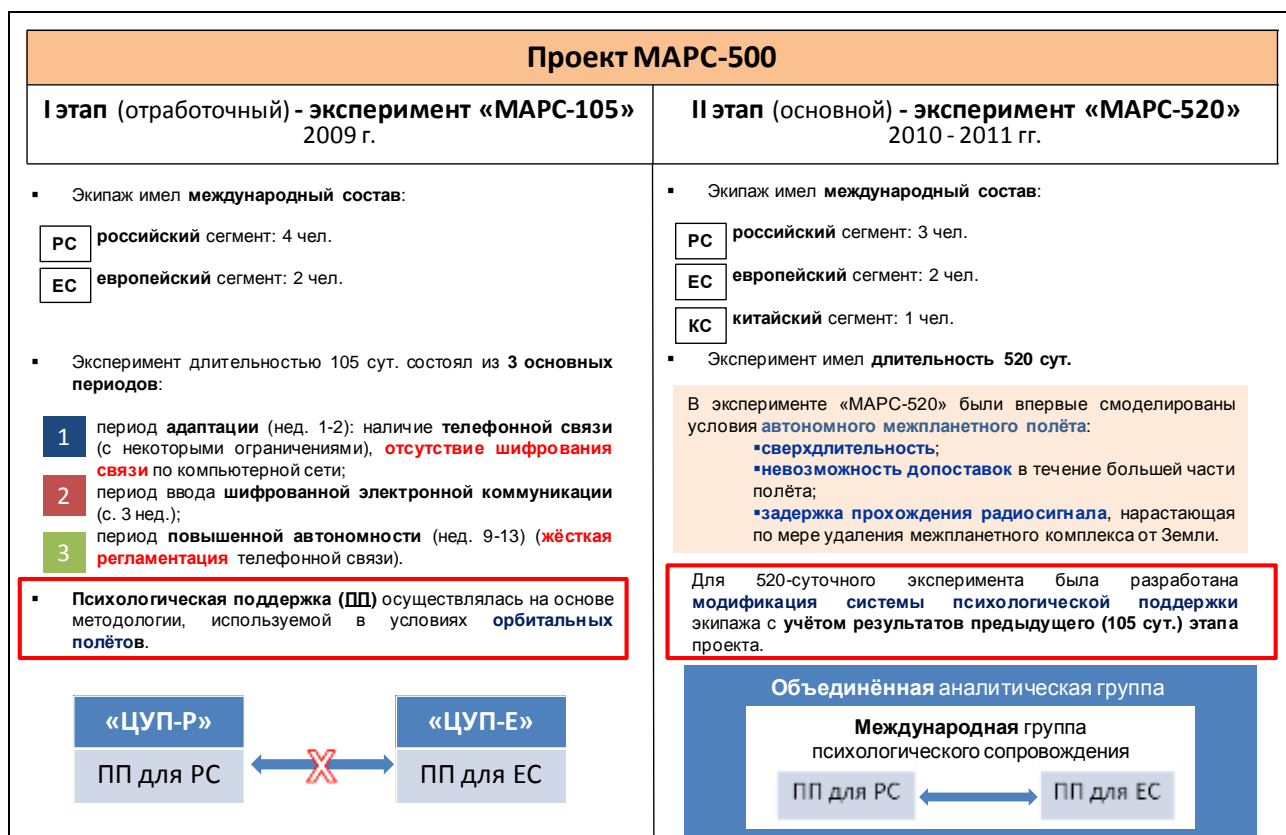 Проект МАРС-500
I этап (отработочный) - эксперимент «МАРС-105»
2009 г.
▪ Экипаж имел международный состав:
РС российский сегмент: 4 чел.
ЕС европейский сегмент: 2 чел.
▪ Эксперимент длительностью 105 сут. состоял из 3 основных
периодов:
1 период адаптации (нед. 1-2): наличие телефонной связи
(с некоторыми ограничениями), отсутствие шифрования
связи по компьютерной сети;
2 период ввода шифрованной электронной коммуникации
(с. 3 нед.);
3 период повышенной автономности (нед. 9-13) (жёсткая
регламентация телефонной связи).
▪ Психологическая поддержка (ПП) осуществлялась на основе
методологии, используемой в условиях орбитальных
полётов.
«ЦУП-Р»
ПП для РС
X
«ЦУП-Е»
ПП для ЕС
II этап (основной) - эксперимент «МАРС-520»
2010 - 2011 гг.
▪ Экипаж имел международный состав:
РС российский сегмент: 3 чел.
ЕС европейский сегмент: 2 чел.
КС китайский сегмент: 1 чел.
▪ Эксперимент имел длительность 520 сут.
В эксперименте «МАРС-520» были впервые смоделированы
условия автономного межпланетного полёта:
▪сверхдлительность;
▪невозможность допоставок в течение большей части
полёта;
▪задержка прохождения радиосигнала, нарастающая
по мере удаления межпланетного комплекса от Земли.
Для 520-суточного эксперимента была разработана
модификация системы психологической поддержки
экипажа с учётом результатов предыдущего (105 сут.) этапа
проекта.
Объединённая аналитическая группа
Международная группа
психологического сопровождения
ПП для РС
ПП для ЕС